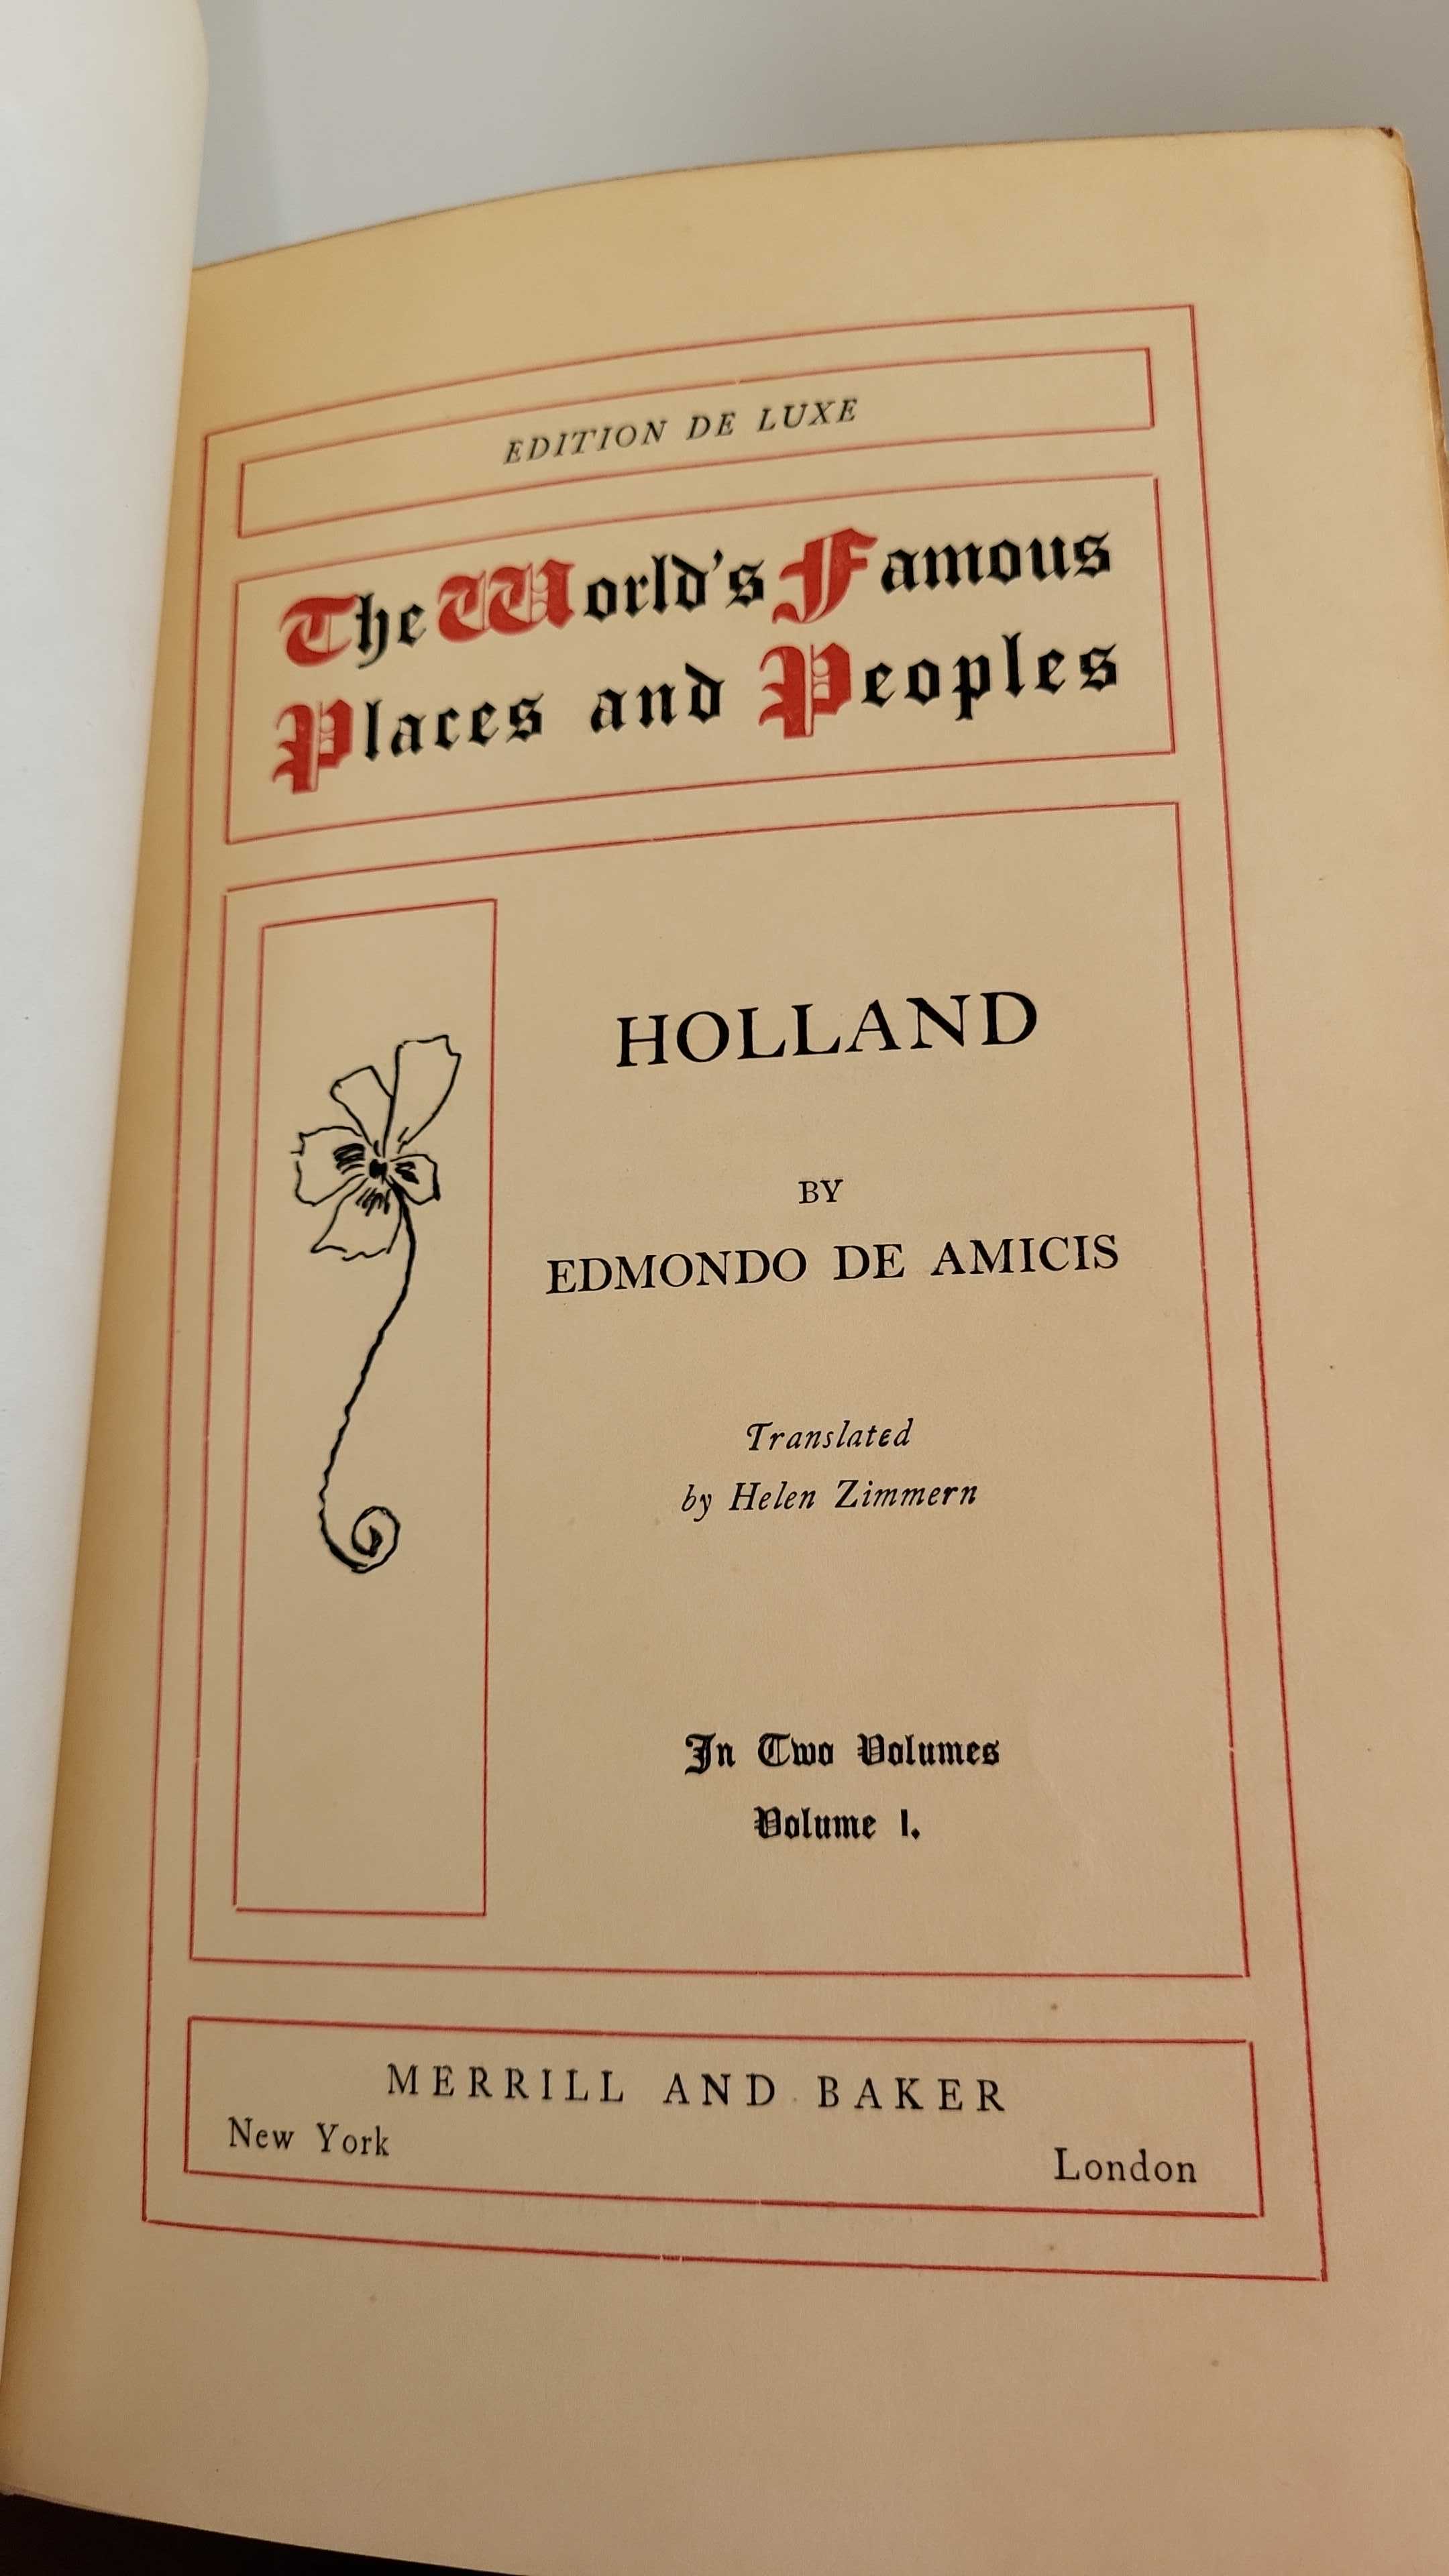 EDITION DE LUXE
The World's Famous
Places and Peoples
HOLLAND
BY
EDMONDO DE AMICIS
Translated
by Helen Zimmern
In Two Volumes
Volume I.
MERRILL AND BAKER
New York
London